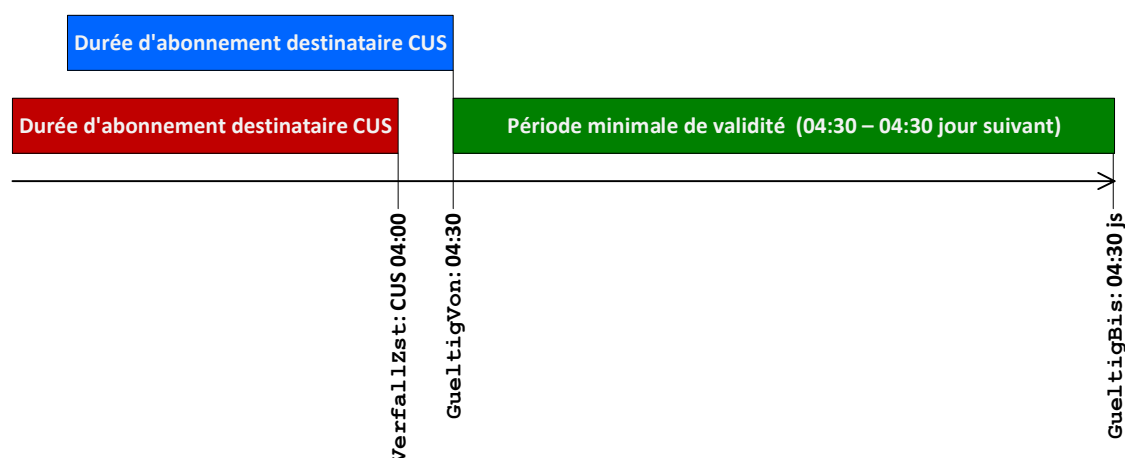 Durée d'abonnement destinataire CUS
Durée d'abonnement destinataire CUS
Période minimale de validité (04:30 – 04:30 jour suivant)
VerfallZst: CUS 04:00
GueltigVon: 04:30
GueltigBis: 04:30 js